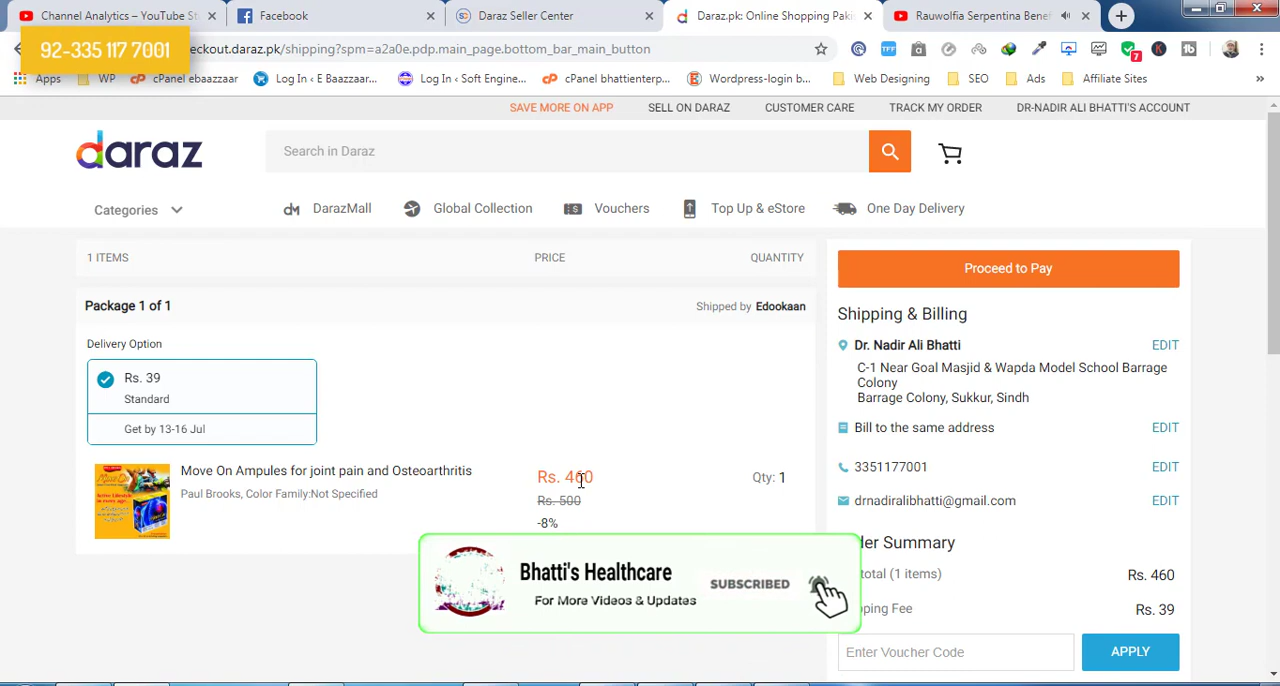 Channel Analytics – YouTube St
Facebook
Daraz Seller Center
Daraz.pk: Online Shopping Paki
Rauwolfia Serpentina Benef
92-335 117 7001
eckout.daraz.pk/shipping?spm=a2a0e.pdp.main_page.bottom_bar_main_button
Apps
WP
cPanel ebaazzaar
Log In ‹ E Baazzaar...
Log In ‹ Soft Engine...
cPanel bhattienterp...
Wordpress-login b...
Web Designing
SEO
Ads
Affiliate Sites
»
SAVE MORE ON APP
SELL ON DARAZ
CUSTOMER CARE
TRACK MY ORDER
DR-NADIR ALI BHATTI'S ACCOUNT
daraz
Search in Daraz
Categories
DarazMall
Global Collection
Vouchers
Top Up & eStore
One Day Delivery
1 ITEMS
PRICE
QUANTITY
Package 1 of 1
Shipped by Edookaan
Delivery Option
Rs. 39
Standard
Get by 13-16 Jul
Move On Ampules for joint pain and Osteoarthritis
Paul Brooks, Color Family:Not Specified
Rs. 460
Rs. 500
-8%
Qty: 1
Proceed to Pay
Shipping & Billing
Dr. Nadir Ali Bhatti
EDIT
C-1 Near Goal Masjid & Wapda Model School Barrage
Colony
Barrage Colony, Sukkur, Sindh
Bill to the same address
EDIT
3351177001
EDIT
drnadiralibhatti@gmail.com
EDIT
der Summary
total (1 items)
Rs. 460
pping Fee
Rs. 39
Enter Voucher Code
APPLY
Bhatti's Healthcare
For More Videos & Updates
SUBSCRIBED